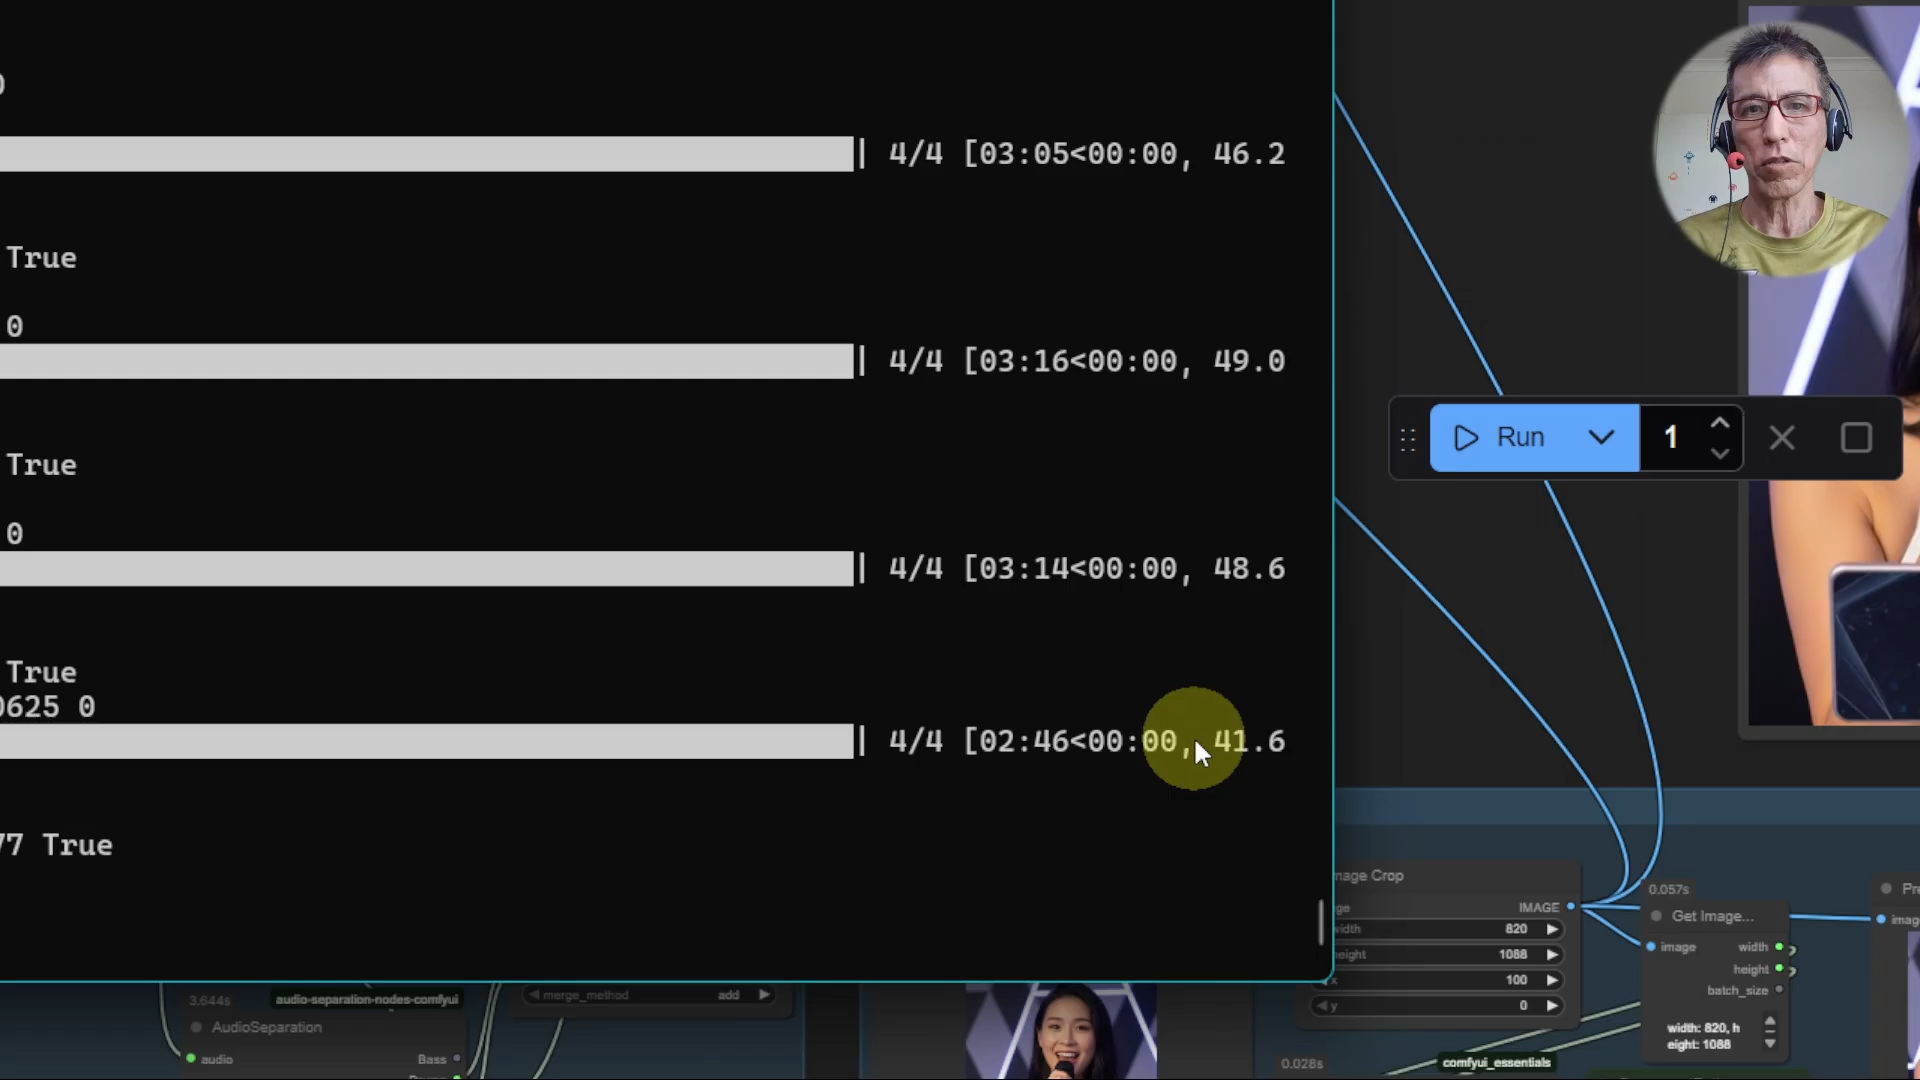 4/4 [03:05<00:00, 46.2
True
0
4/4 [03:16<00:00, 49.0
Run 1
True
0
4/4 [03:14<00:00, 48.6
True
0625 0
4/4 [02:46<00:00, 41.6
77 True
mage Crop
IMAGE
width 820
height 1088
x 100
y 0
0.057s
Get Image...
image width
height
batch_size
width: 820, h
eight: 1088
0.028s
comfyui_essentials
3.644s
audio-separation-nodes-comfyui
AudioSeparation
audio Bass
merge_method add